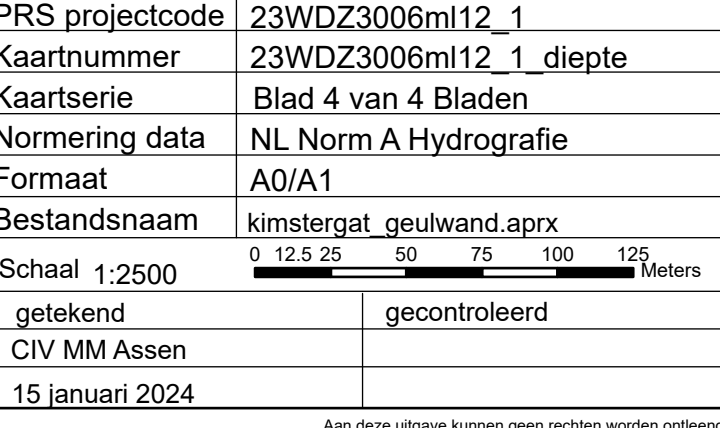 PRS projectcode 23WDZ3006ml12_1
Kaartnummer 23WDZ3006ml12_1_diepte
Kaartserie Blad 4 van 4 Bladen
Normering data NL Norm A Hydrografie
Formaat A0/A1
Bestandsnaam kimstergat_geulwand.aprx
Schaal 1:2500 0 12.5 25 50 75 100 125 Meters
getekend gecontroleerd
CIV MM Assen
15 januari 2024
Aan deze uitgave kunnen geen rechten worden ontleend